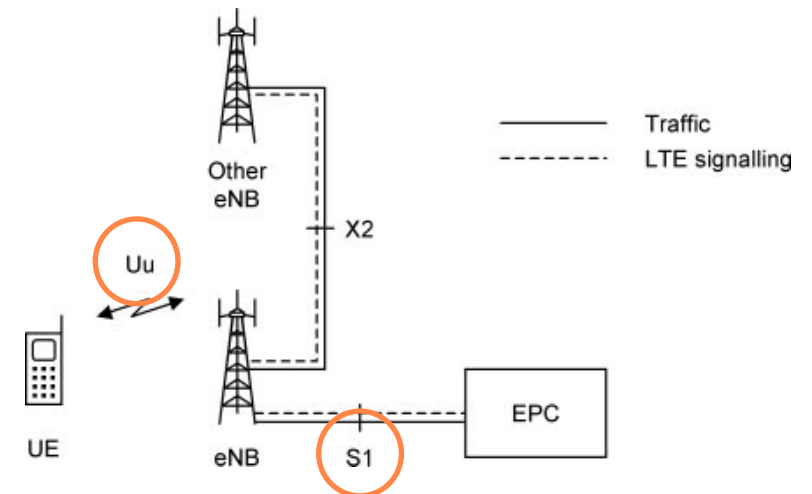 Traffic
LTE signalling
Other
eNB
X2
Uu
UE
eNB
S1
EPC